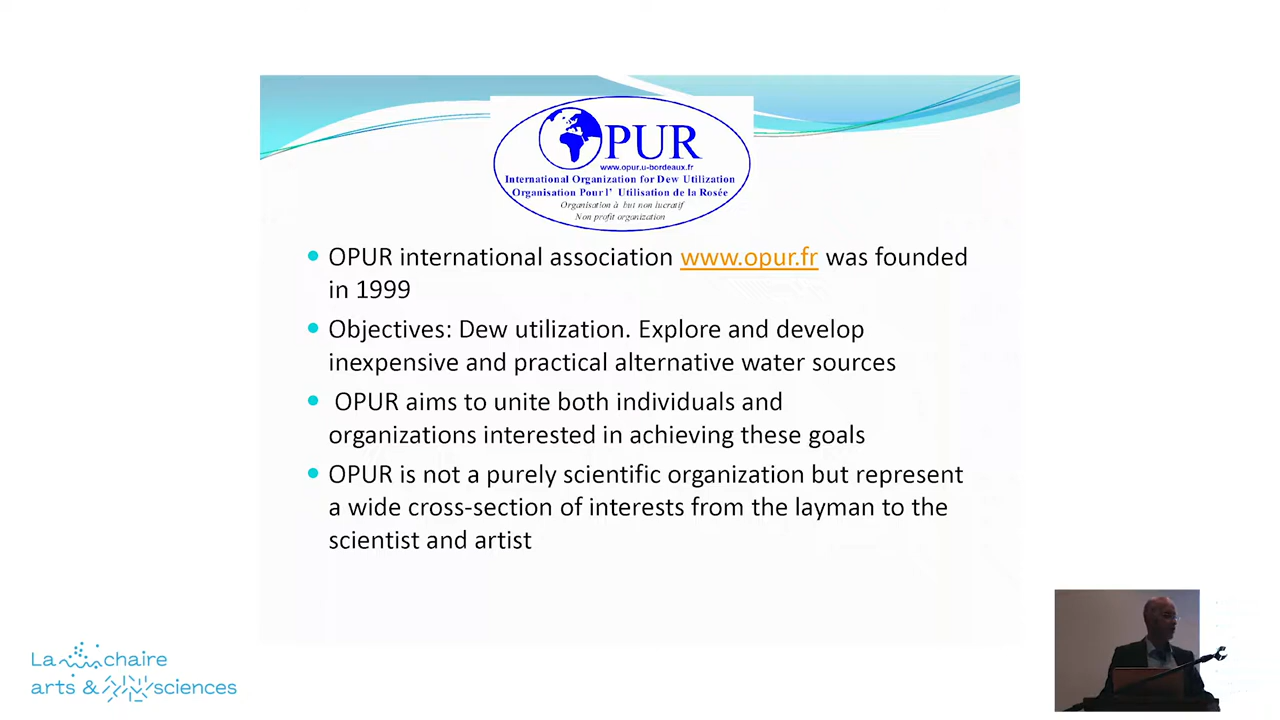 OPUR
www.opur.u-bordeaux.fr
International Organization for Dew Utilization
Organisation Pour l' Utilisation de la Rosée
Organisation à but non lucratif
Non profit organization
• OPUR international association www.opur.fr was founded
in 1999
• Objectives: Dew utilization. Explore and develop
inexpensive and practical alternative water sources
• OPUR aims to unite both individuals and
organizations interested in achieving these goals
• OPUR is not a purely scientific organization but represent
a wide cross-section of interests from the layman to the
scientist and artist
La chaire
arts & sciences